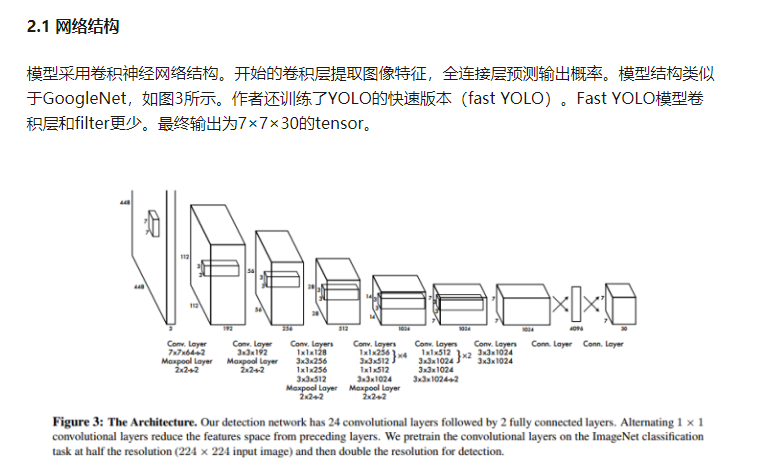 2.1 网络结构
模型采用卷积神经网络结构。开始的卷积层提取图像特征，全连接层预测输出概率。模型结构类似
于GoogleNet，如图3所示。作者还训练了YOLO的快速版本（fast YOLO）。Fast YOLO模型卷
积层和filter更少。最终输出为7×7×30的tensor。
448
448
7
7
112
112
3
3
56
56
3
3
28
28
3
3
14
14
3
3
7
7
3
3
7
7
7
7
3
192
256
512
1024
1024
1024
4096
30
Conv. Layer
7x7x64-s-2
Maxpool Layer
2x2-s-2
Conv. Layer
3x3x192
Maxpool Layer
2x2-s-2
Conv. Layers
1x1x128
3x3x256
1x1x256
3x3x512
Maxpool Layer
2x2-s-2
Conv. Layers
1x1x256
3x3x512 }×4
1x1x512
3x3x1024
Maxpool Layer
2x2-s-2
Conv. Layers
1x1x512
3x3x1024 }×2
3x3x1024
3x3x1024-s-2
Conv. Layers
3x3x1024
3x3x1024
Conn. Layer
Conn. Layer
Figure 3: The Architecture. Our detection network has 24 convolutional layers followed by 2 fully connected layers. Alternating 1 × 1
convolutional layers reduce the features space from preceding layers. We pretrain the convolutional layers on the ImageNet classification
task at half the resolution (224 × 224 input image) and then double the resolution for detection.